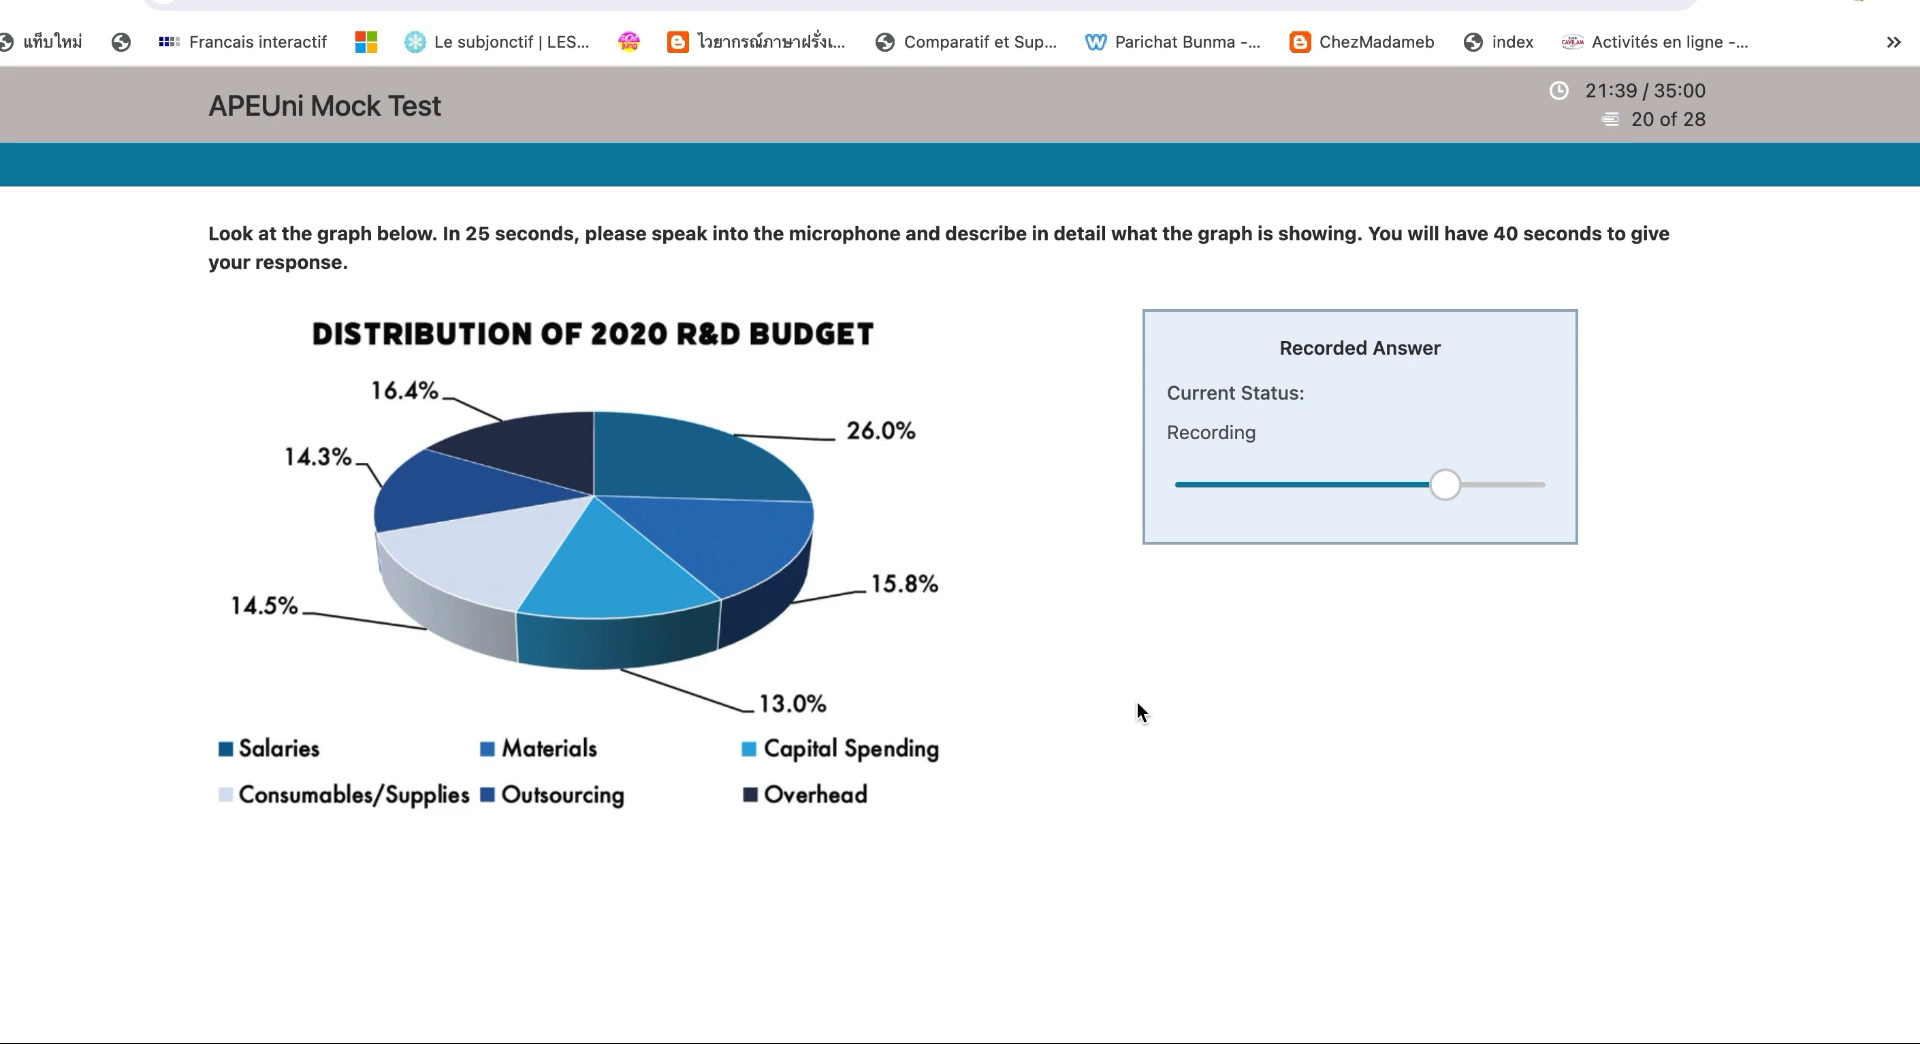 แท็บใหม่ Francais interactif Le subjonctif | LES... ไวยากรณ์ภาษาฝรั่งเ... Comparatif et Sup... Parichat Bunma -... ChezMadameb index Activités en ligne -... »
APEUni Mock Test
21:39 / 35:00
20 of 28
Look at the graph below. In 25 seconds, please speak into the microphone and describe in detail what the graph is showing. You will have 40 seconds to give
your response.
DISTRIBUTION OF 2020 R&D BUDGET
16.4%
26.0%
14.3%
15.8%
14.5%
13.0%
Salaries Materials Capital Spending
Consumables/Supplies Outsourcing Overhead
Recorded Answer
Current Status:
Recording